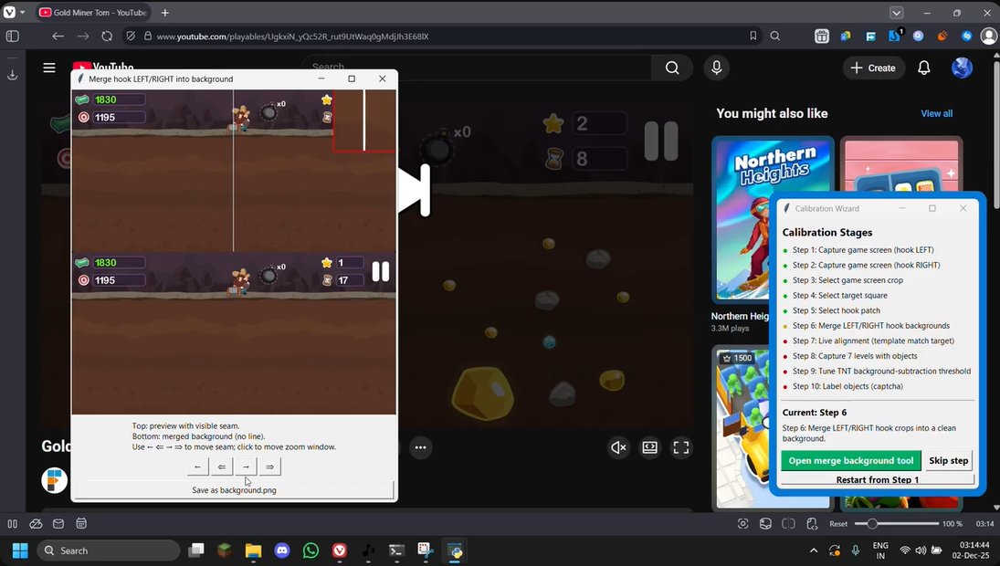 Gold Miner Tom - YouTube
www.youtube.com/playables/UgkxiN_yQc52R_rut9UtWaq0gMdjJh3E68lX
1
YouTube
Search
Create
Merge hook LEFT/RIGHT into background
1830
1195
x0
1830
1195
x0
1
17
x0
2
8
Top: preview with visible seam.
Bottom: merged background (no line).
Use ← ⇐ → ⇒ to move seam; click to move zoom window.
← ⇐ → ⇒
Save as background.png
Gold
You might also like
View all
Northern
Heights
Northern Heig
3.3M plays
1500
Calibration Wizard
Calibration Stages
Step 1: Capture game screen (hook LEFT)
Step 2: Capture game screen (hook RIGHT)
Step 3: Select game screen crop
Step 4: Select target square
Step 5: Select hook patch
Step 6: Merge LEFT/RIGHT hook backgrounds
Step 7: Live alignment (template match target)
Step 8: Capture 7 levels with objects
Step 9: Tune TNT background-subtraction threshold
Step 10: Label objects (captcha)
Current: Step 6
Step 6: Merge LEFT/RIGHT hook crops into a clean
background.
Open merge background tool
Skip step
Restart from Step 1
Reset
100 %
03:14
Search
ENG
IN
03:14:44
02-Dec-25